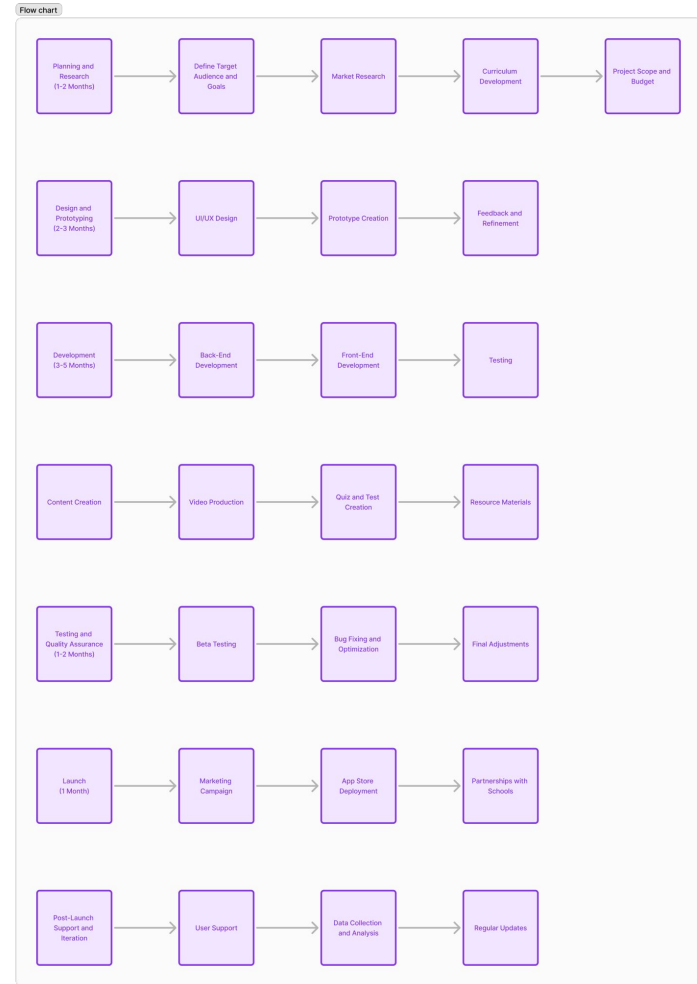 Flow chart
Planning and
Research
(1-2 Months)
Define Target
Audience and
Goals
Market Research
Curriculum
Development
Project Scope and
Budget
Design and
Prototyping
(2-3 Months)
UI/UX Design
Prototype Creation
Feedback and
Refinement
Development
(3-5 Months)
Back-End
Development
Front-End
Development
Testing
Content Creation
Video Production
Quiz and Test
Creation
Resource Materials
Testing and
Quality Assurance
(1-2 Months)
Beta Testing
Bug Fixing and
Optimization
Final Adjustments
Launch
(1 Month)
Marketing
Campaign
App Store
Deployment
Partnerships with
Schools
Post-Launch
Support and
Iteration
User Support
Data Collection
and Analysis
Regular Updates